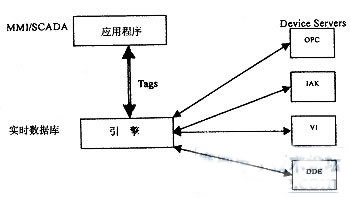 MMI/SCADA
应用程序
Device Servers
OPC
Tags
IAK
实时数据库
引 擎
VI
DDE